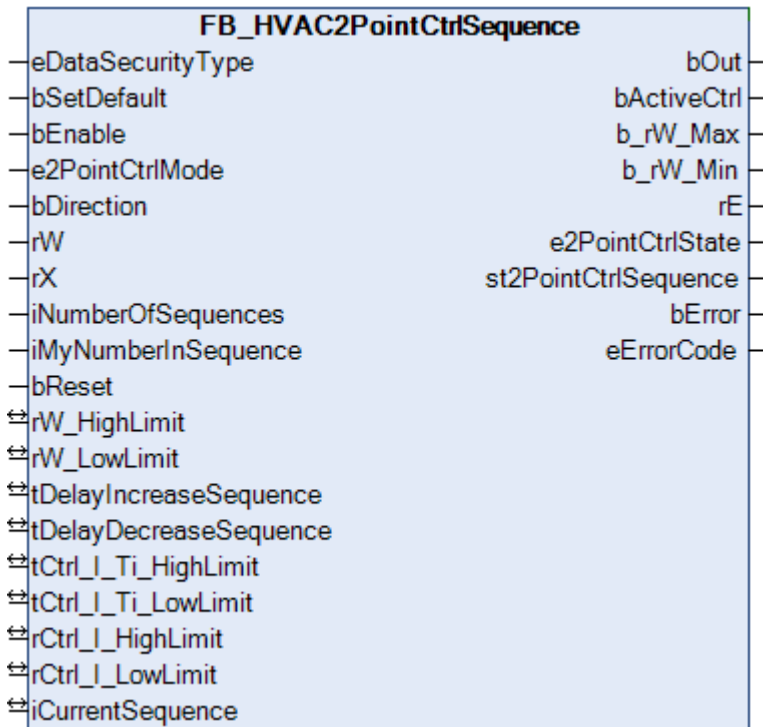 FB_HVAC2PointCtrlSequence
eDataSecurityType bOut
bSetDefault bActiveCtrl
bEnable b_rW_Max
e2PointCtrlMode b_rW_Min
bDirection rE
rW e2PointCtrlState
rX st2PointCtrlSequence
iNumberOfSequences bError
iMyNumberInSequence eErrorCode
bReset
rW_HighLimit
rW_LowLimit
tDelayIncreaseSequence
tDelayDecreaseSequence
tCtrl_I_Ti_HighLimit
tCtrl_I_Ti_LowLimit
rCtrl_I_HighLimit
rCtrl_I_LowLimit
iCurrentSequence